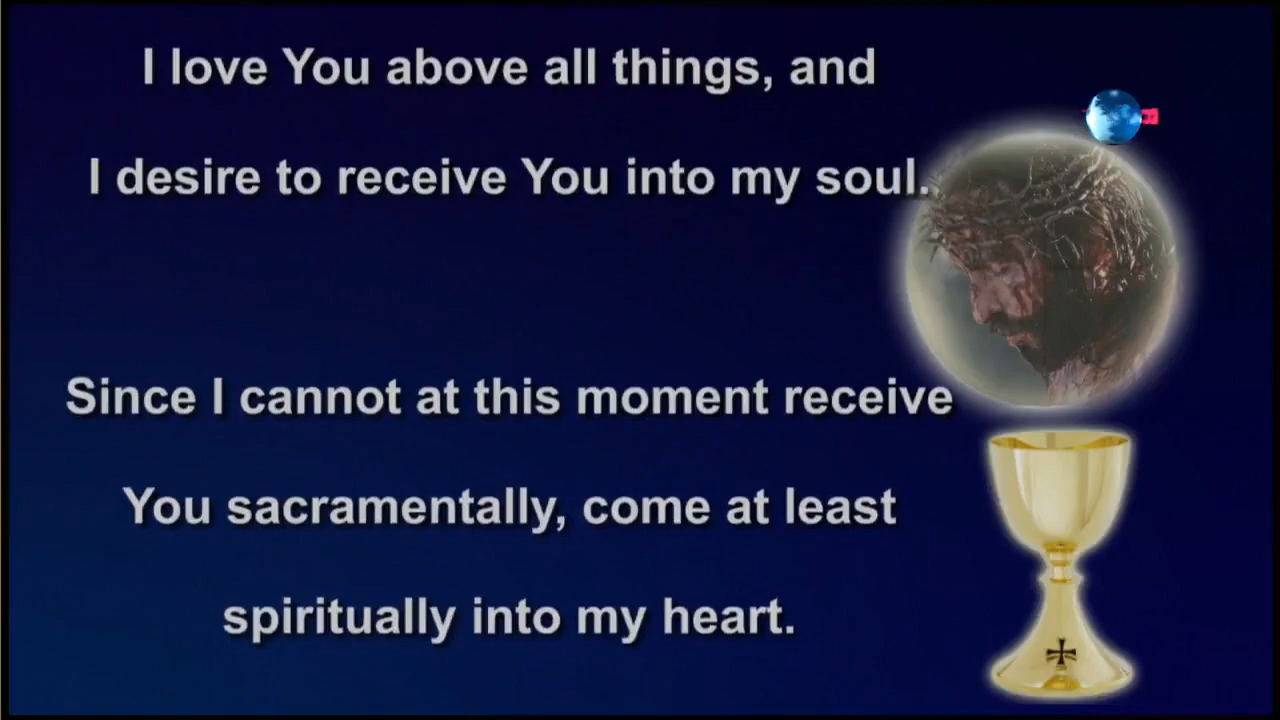 I love You above all things, and
I desire to receive You into my soul.
Since I cannot at this moment receive
You sacramentally, come at least
spiritually into my heart.